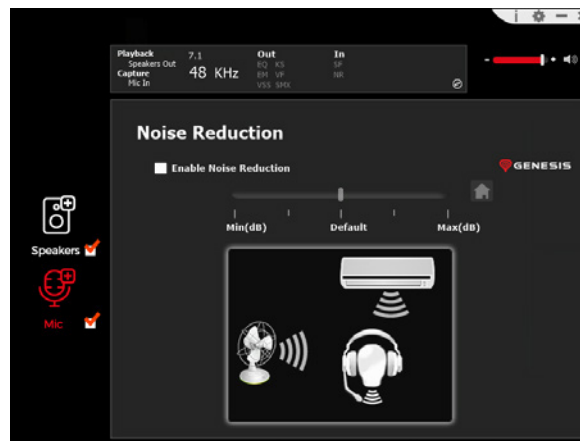 i
Playback 7.1 Out In
Speakers Out EQ KS SF
Capture 48 KHz EM VF NR
Mic In VSS SMX
Noise Reduction
Enable Noise Reduction
GENESIS
Min(dB) Default Max(dB)
Speakers
Mic